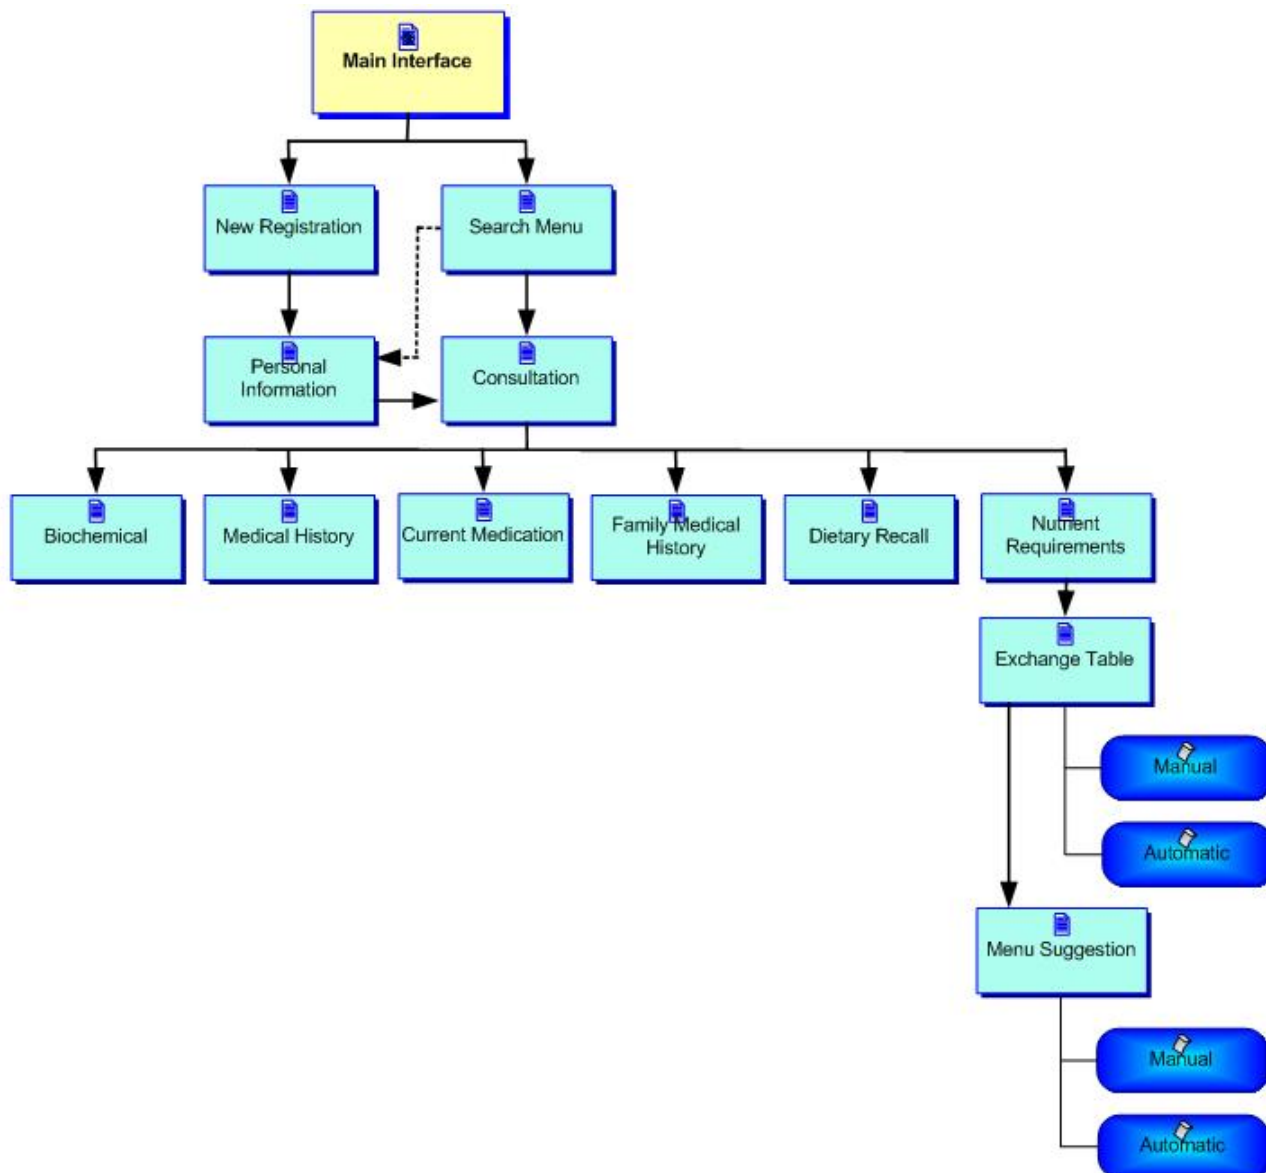 Main Interface
New Registration
Search Menu
Personal
Information
Consultation
Biochemical
Medical History
Current Medication
Family Medical
History
Dietary Recall
Nutrient
Requirements
Exchange Table
Manual
Automatic
Menu Suggestion
Manual
Automatic